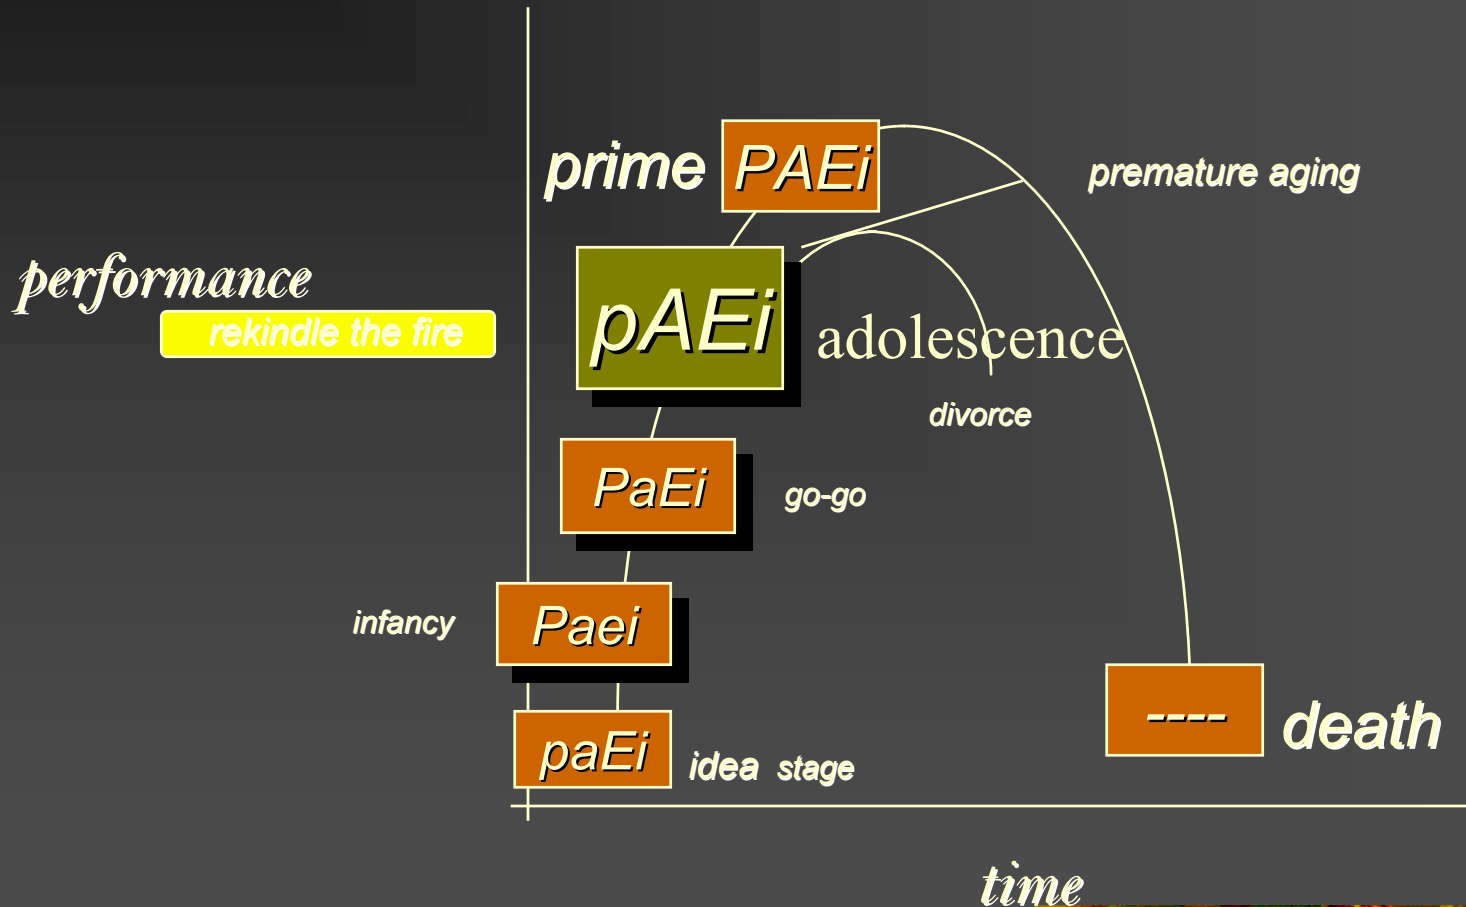 prime PAEi
premature aging
performance
rekindle the fire
pAEi adolescence
divorce
PaEi go-go
infancy Paei
---- death
paEi idea stage
time